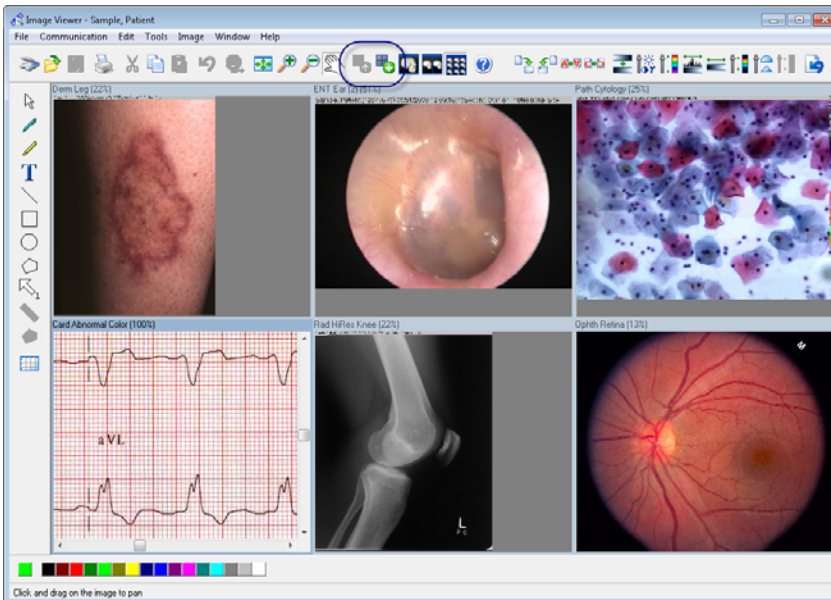 Image Viewer - Sample, Patient
File Communication Edit Tools Image Window Help
Derm Leg (22%)
ENT Ear (2) (51%)
Path Cytology (25%)
T
Card Abnormal Color (100%)
Rad HiRes Knee (22%)
Ophth Retina (13%)
aVL
L
Click and drag on the image to pan